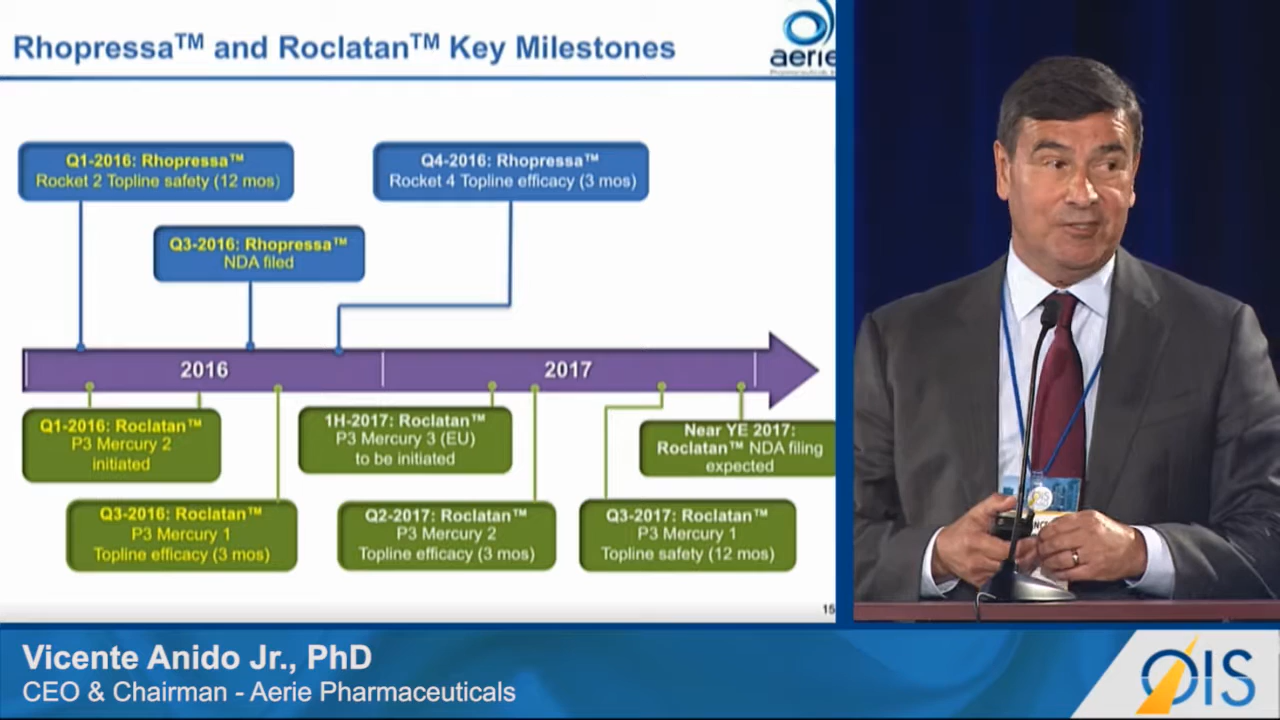 Rhopressa™ and Roclatan™ Key Milestones
aerie
Q1-2016: Rhopressa™
Rocket 2 Topline safety (12 mos)
Q4-2016: Rhopressa™
Rocket 4 Topline efficacy (3 mos)
Q3-2016: Rhopressa™
NDA filed
2016
2017
Q1-2016: Roclatan™
P3 Mercury 2
initiated
1H-2017: Roclatan™
P3 Mercury 3 (EU)
to be initiated
Near YE 2017:
Roclatan™ NDA filing
expected
Q3-2016: Roclatan™
P3 Mercury 1
Topline efficacy (3 mos)
Q2-2017: Roclatan™
P3 Mercury 2
Topline efficacy (3 mos)
Q3-2017: Roclatan™
P3 Mercury 1
Topline safety (12 mos)
15
OIS
Vicente Anido Jr., PhD
CEO & Chairman - Aerie Pharmaceuticals
OIS